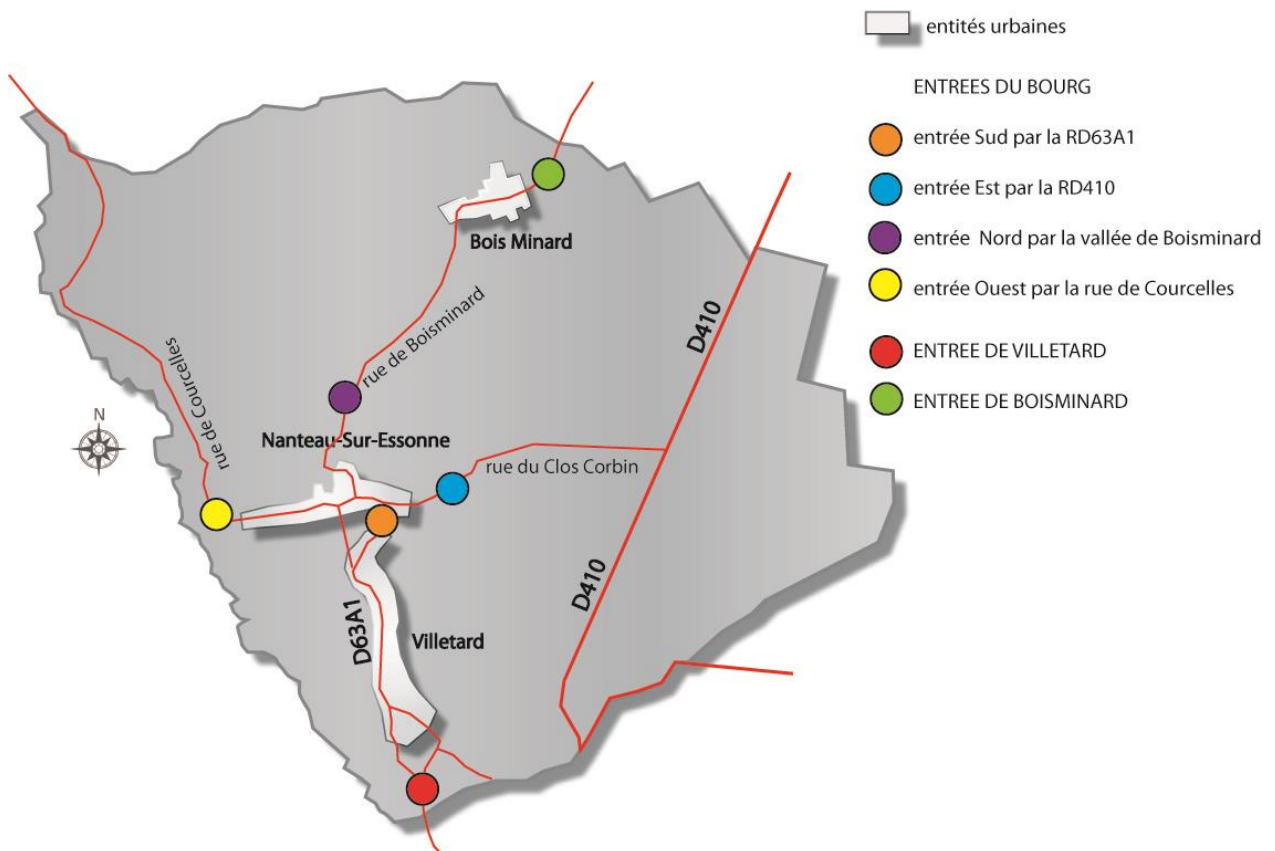 entités urbaines
ENTREES DU BOURG
entrée Sud par la RD63A1
entrée Est par la RD410
entrée Nord par la vallée de Boisminard
entrée Ouest par la rue de Courcelles
ENTREE DE VILLETARD
ENTREE DE BOISMINARD
Bois Minard
D410
rue de Boisminard
rue de Courcelles
N
Nanteau-Sur-Essonne
rue du Clos Corbin
D410
D63A1
Villetard